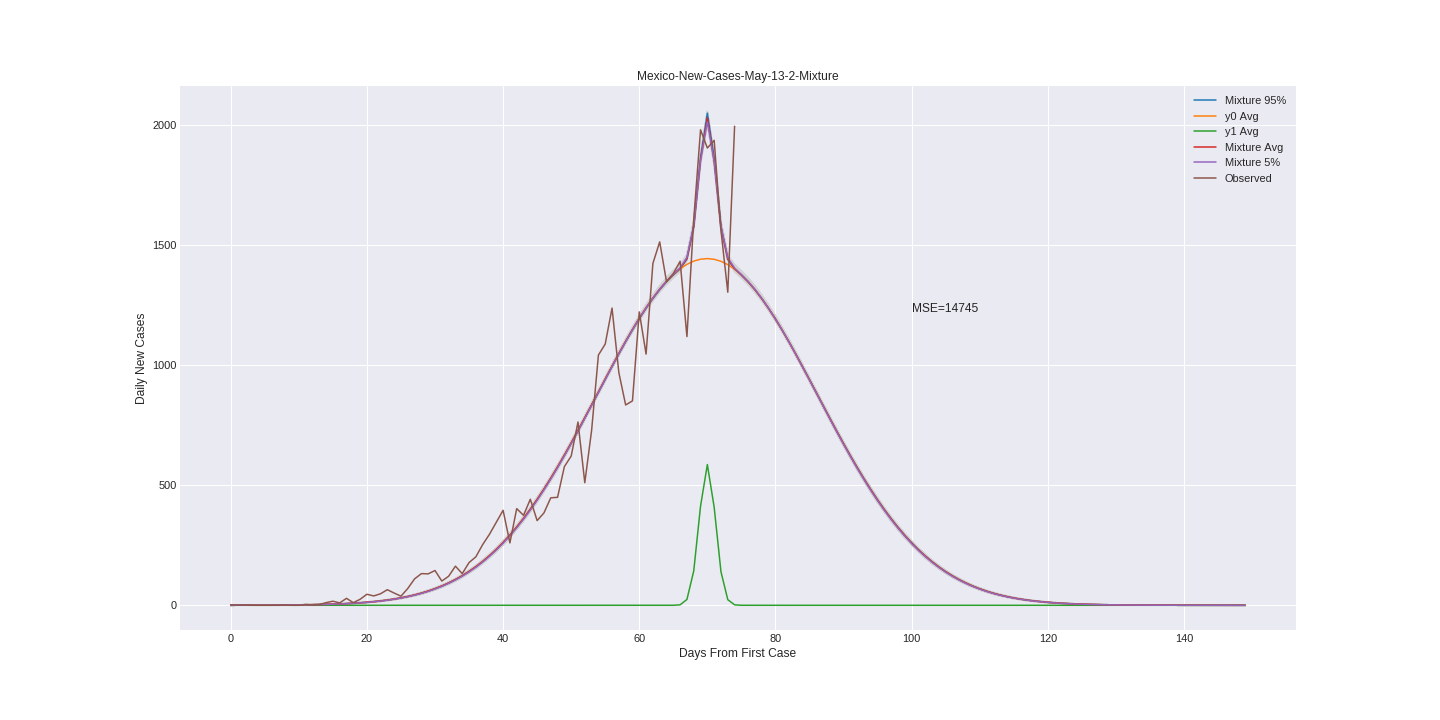 Mexico-New-Cases-May-13-2-Mixture
Mixture 95%
y0 Avg
y1 Avg
Mixture Avg
Mixture 5%
Observed
MSE=14745
Daily New Cases
2000
1500
1000
500
0
0 20 40 60 80 100 120 140
Days From First Case